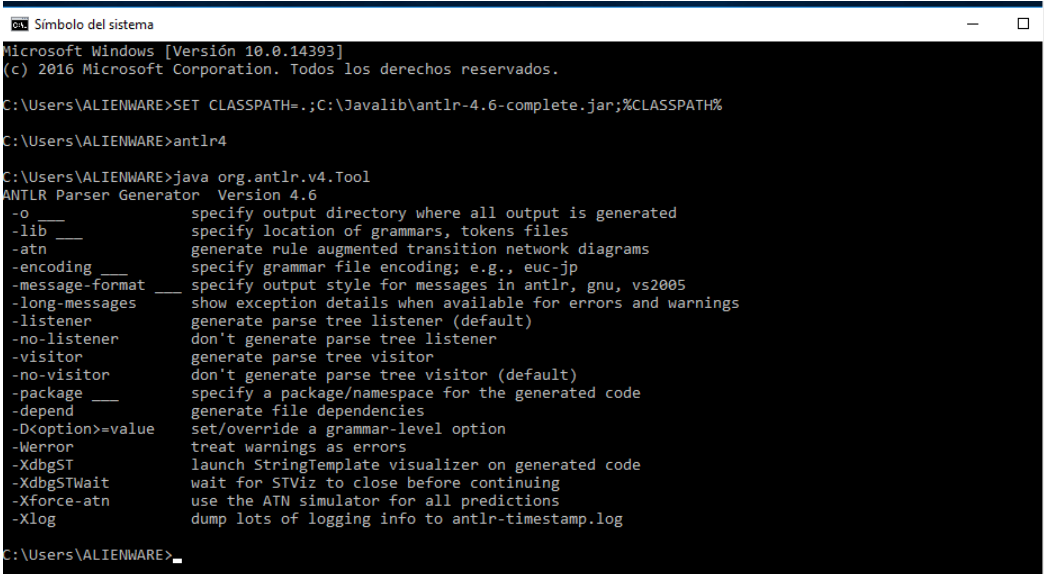 Símbolo del sistema
Microsoft Windows [Versión 10.0.14393]
(c) 2016 Microsoft Corporation. Todos los derechos reservados.
C:\Users\ALIENWARE>SET CLASSPATH=.;C:\Javalib\antlr-4.6-complete.jar;%CLASSPATH%
C:\Users\ALIENWARE>antlr4
C:\Users\ALIENWARE>java org.antlr.v4.Tool
ANTLR Parser Generator  Version 4.6
 -o ___              specify output directory where all output is generated
 -lib ___            specify location of grammars, tokens files
 -atn                generate rule augmented transition network diagrams
 -encoding ___       specify grammar file encoding; e.g., euc-jp
 -message-format ___ specify output style for messages in antlr, gnu, vs2005
 -long-messages      show exception details when available for errors and warnings
 -listener           generate parse tree listener (default)
 -no-listener        don't generate parse tree listener
 -visitor            generate parse tree visitor
 -no-visitor         don't generate parse tree visitor (default)
 -package ___        specify a package/namespace for the generated code
 -depend             generate file dependencies
 -D<option>=value    set/override a grammar-level option
 -Werror             treat warnings as errors
 -XdbgST             launch StringTemplate visualizer on generated code
 -XdbgSTWait         wait for STViz to close before continuing
 -Xforce-atn         use the ATN simulator for all predictions
 -Xlog               dump lots of logging info to antlr-timestamp.log
C:\Users\ALIENWARE>